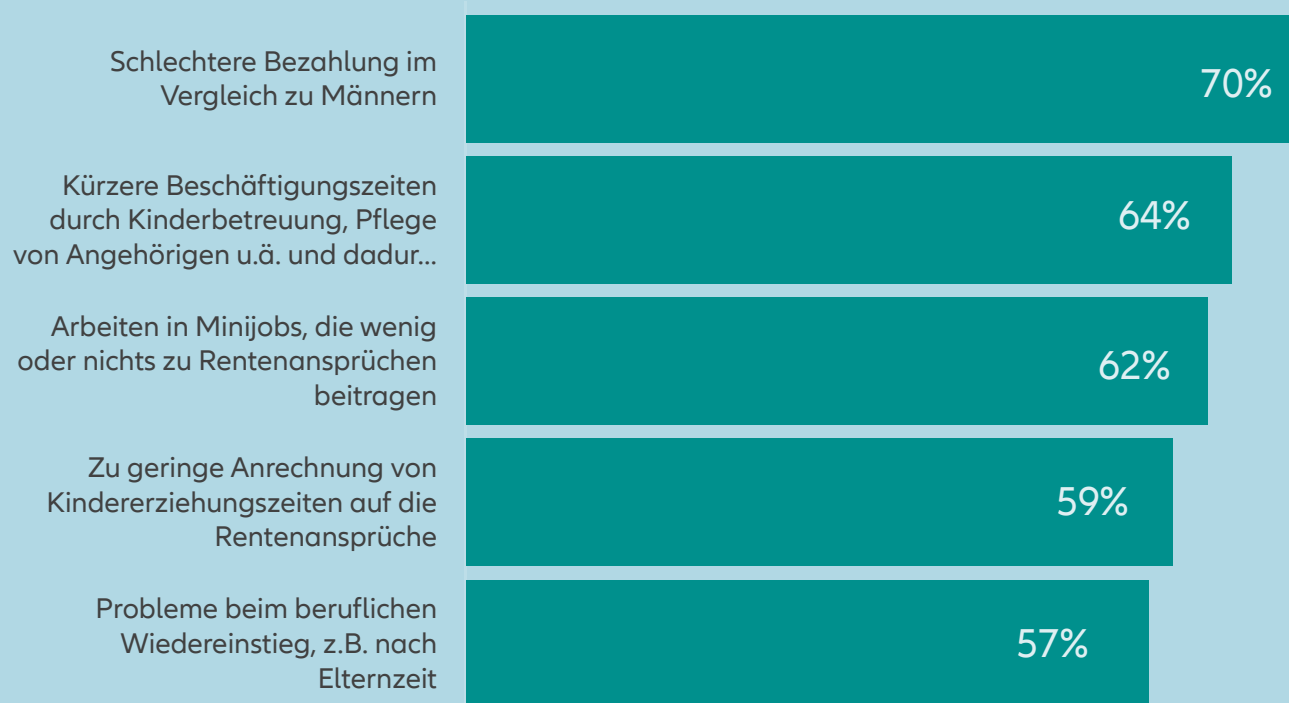 Schlechtere Bezahlung im
Vergleich zu Männern
70%
Kürzere Beschäftigungszeiten
durch Kinderbetreuung, Pflege
von Angehörigen u.ä. und dadur...
64%
Arbeiten in Minijobs, die wenig
oder nichts zu Rentenansprüchen
beitragen
62%
Zu geringe Anrechnung von
Kindererziehungszeiten auf die
Rentenansprüche
59%
Probleme beim beruflichen
Wiedereinstieg, z.B. nach
Elternzeit
57%